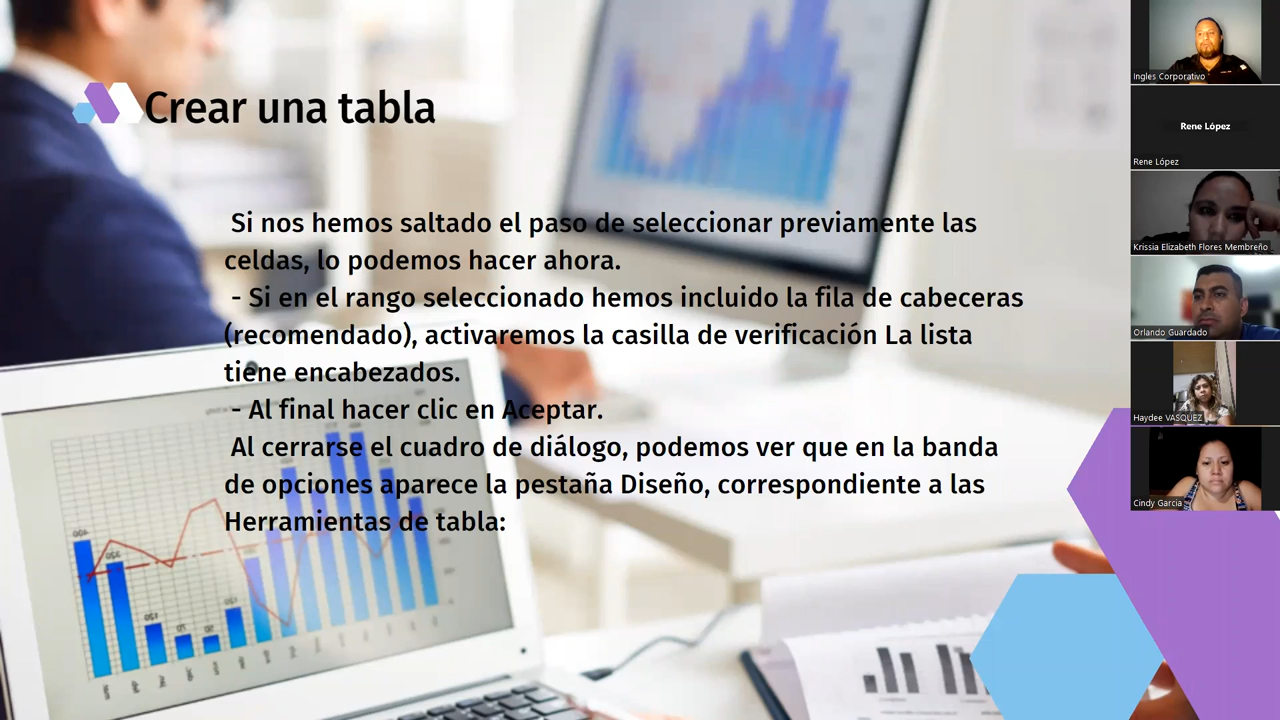 Crear una tabla
Si nos hemos saltado el paso de seleccionar previamente las
celdas, lo podemos hacer ahora.
- Si en el rango seleccionado hemos incluido la fila de cabeceras
(recomendado), activaremos la casilla de verificación La lista
tiene encabezados.
- Al final hacer clic en Aceptar.
Al cerrarse el cuadro de diálogo, podemos ver que en la banda
de opciones aparece la pestaña Diseño, correspondiente a las
Herramientas de tabla:
Ingles Corporativo
Rene López
Rene López
Krissia Elizabeth Flores Membreño
Orlando Guardado
Haydee VASQUEZ
Cindy Garcia